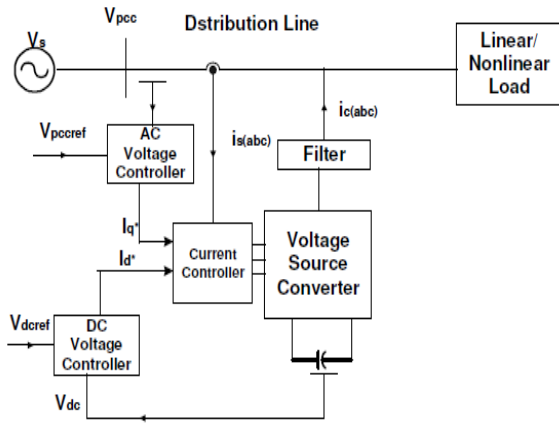 Vpcc
Dstribution Line
Vs
Linear/
Nonlinear
Load
Vpccref
AC
Voltage
Controller
is(abc)
ic(abc)
Filter
Iq*
Id*
Current
Controller
Voltage
Source
Converter
Vdcref
DC
Voltage
Controller
Vdc